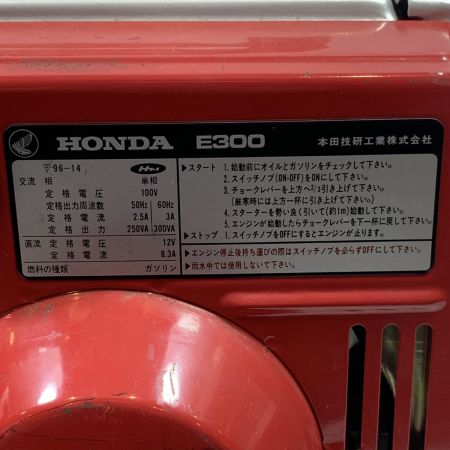 HONDA E300 本田技研工業株式会社
〒96-14
交流 相 単相
定格電圧 100V
定格出力周波数 50Hz 60Hz
定格電流 2.5A 3A
定格出力 250VA 300VA
直流 定格電圧 12V
定格電流 8.3A
燃料の種類 ガソリン
▶スタート 1.始動前にオイルとガソリンをチェックして下さい。
2.スイッチノブ(ON-OFF)をONにして下さい。
3.チョークレバーを上方へ2/3引き上げて下さい。
(厳寒時には上方一杯に引き上げて下さい)
4.スターターを勢い良く引いて(約1m)始動して下さい。
5.エンジンが始動したらチョークレバーを下一杯に戻して下さい。
▶ストップ 1.スイッチノブをOFFにするとエンジンが止ります。
▶エンジン停止後持ち運びの際はスイッチノブを必らずOFFにして下さい。
▶雨水中では使用しないで下さい。